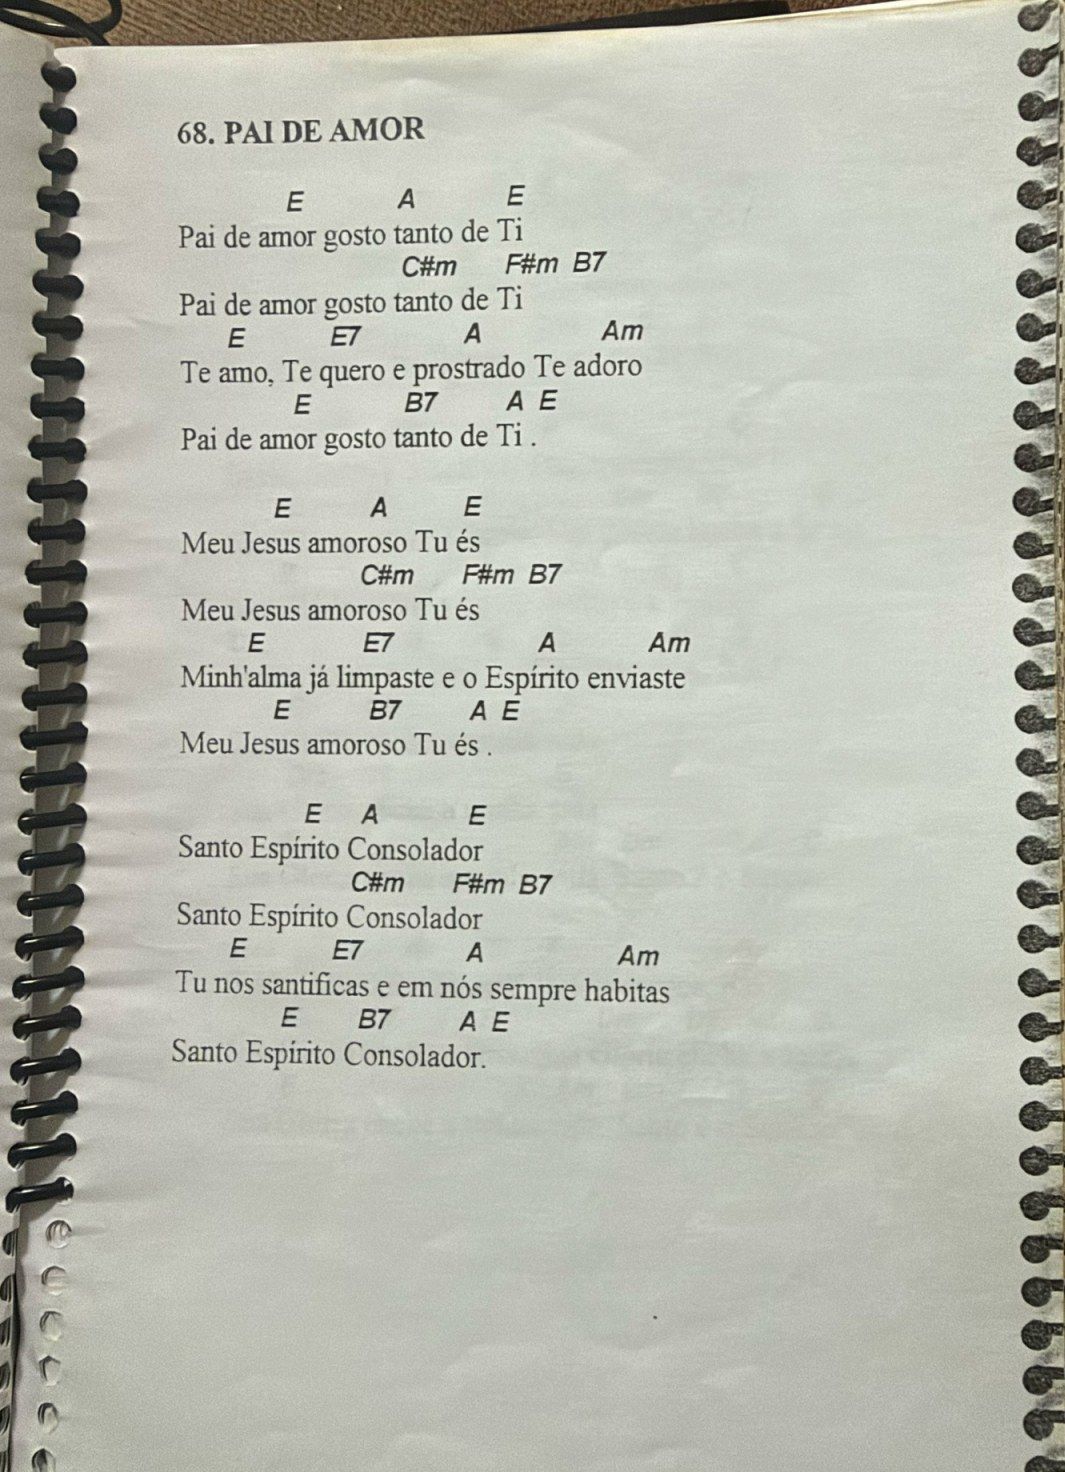 68. PAI DE AMOR
E A E
Pai de amor gosto tanto de Ti
C#m F#m B7
Pai de amor gosto tanto de Ti
E E7 A Am
Te amo, Te quero e prostrado Te adoro
E B7 A E
Pai de amor gosto tanto de Ti .
E A E
Meu Jesus amoroso Tu és
C#m F#m B7
Meu Jesus amoroso Tu és
E E7 A Am
Minh'alma já limpaste e o Espírito enviaste
E B7 A E
Meu Jesus amoroso Tu és .
E A E
Santo Espírito Consolador
C#m F#m B7
Santo Espírito Consolador
E E7 A Am
Tu nos santificas e em nós sempre habitas
E B7 A E
Santo Espírito Consolador.